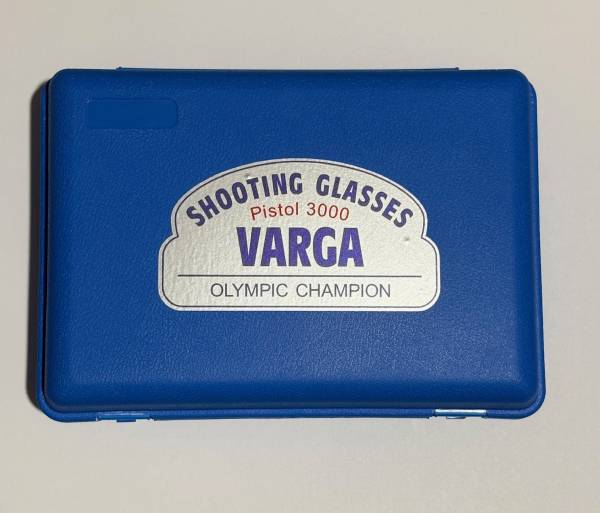 SHOOTING GLASSES
Pistol 3000
VARGA
OLYMPIC CHAMPION